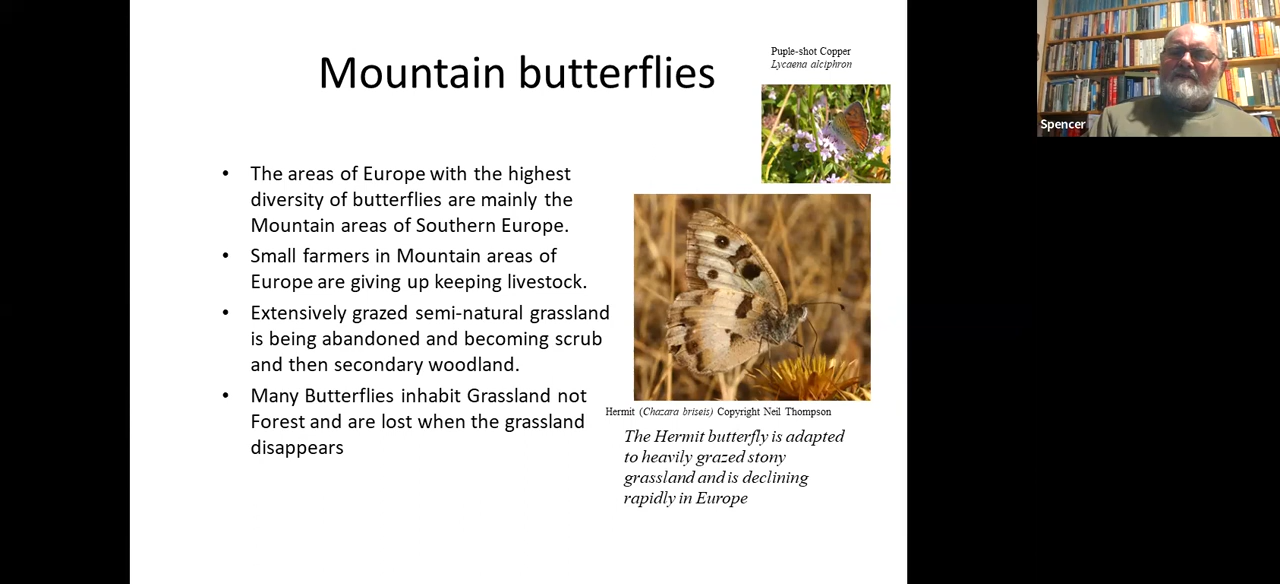 Mountain butterflies
Puple-shot Copper
Lycaena alciphron
• The areas of Europe with the highest
diversity of butterflies are mainly the
Mountain areas of Southern Europe.
• Small farmers in Mountain areas of
Europe are giving up keeping livestock.
• Extensively grazed semi-natural grassland
is being abandoned and becoming scrub
and then secondary woodland.
• Many Butterflies inhabit Grassland not
Forest and are lost when the grassland
disappears
Hermit (Chazara briseis) Copyright Neil Thompson
The Hermit butterfly is adapted
to heavily grazed stony
grassland and is declining
rapidly in Europe
Spencer